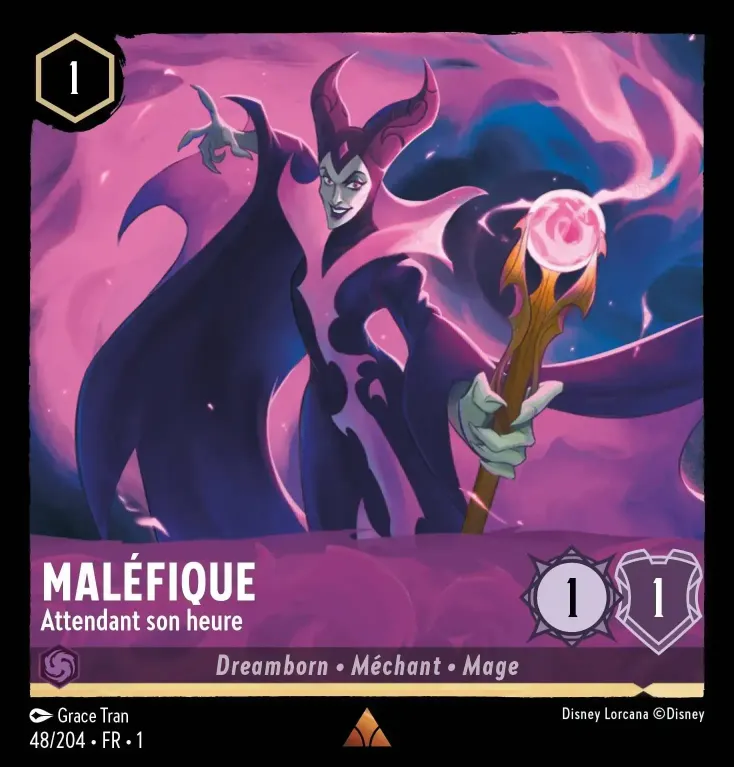 1
MALÉFIQUE
Attendant son heure
1 1
Dreamborn • Méchant • Mage
Grace Tran
Disney Lorcana ©Disney
48/204 • FR • 1